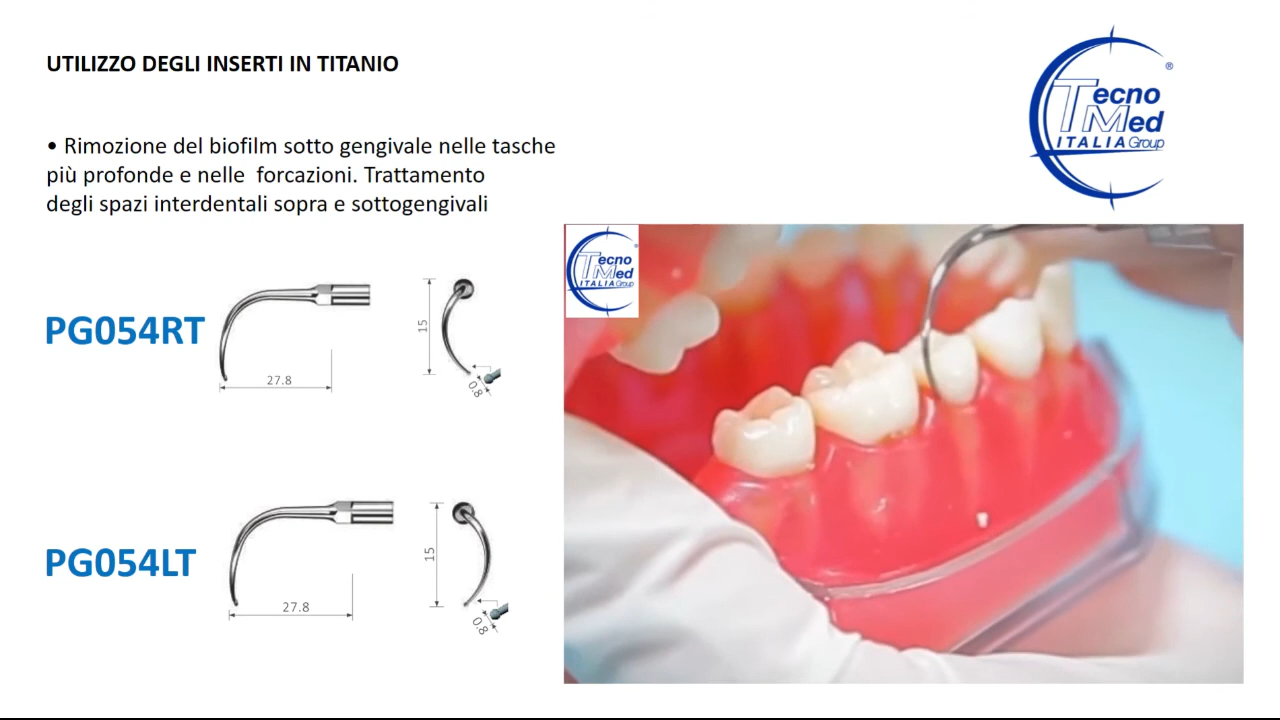 UTILIZZO DEGLI INSERTI IN TITANIO
Tecno
Med
ITALIA Group
®
• Rimozione del biofilm sotto gengivale nelle tasche
più profonde e nelle forcazioni. Trattamento
degli spazi interdentali sopra e sottogengivali
Tecno
Med
ITALIA Group
PG054RT
27.8
15
0.8
PG054LT
27.8
15
0.8